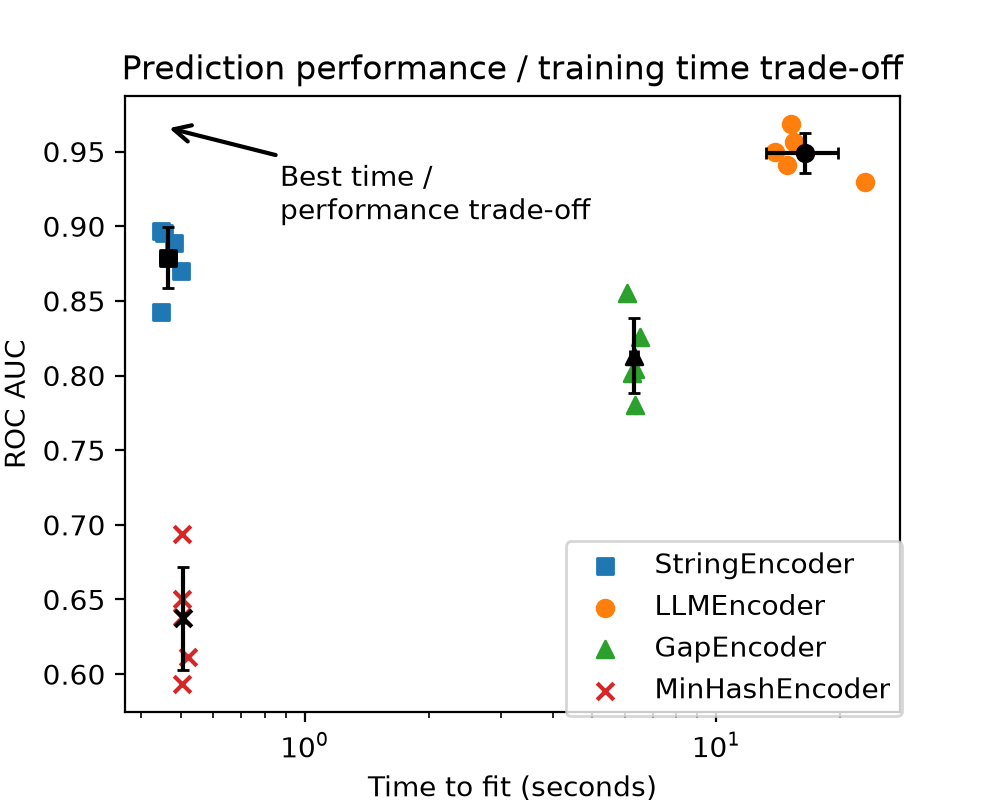 Prediction performance / training time trade-off
Best time /
performance trade-off
ROC AUC
0.95
0.90
0.85
0.80
0.75
0.70
0.65
0.60
StringEncoder
LLMEncoder
GapEncoder
MinHashEncoder
10⁰
10¹
Time to fit (seconds)